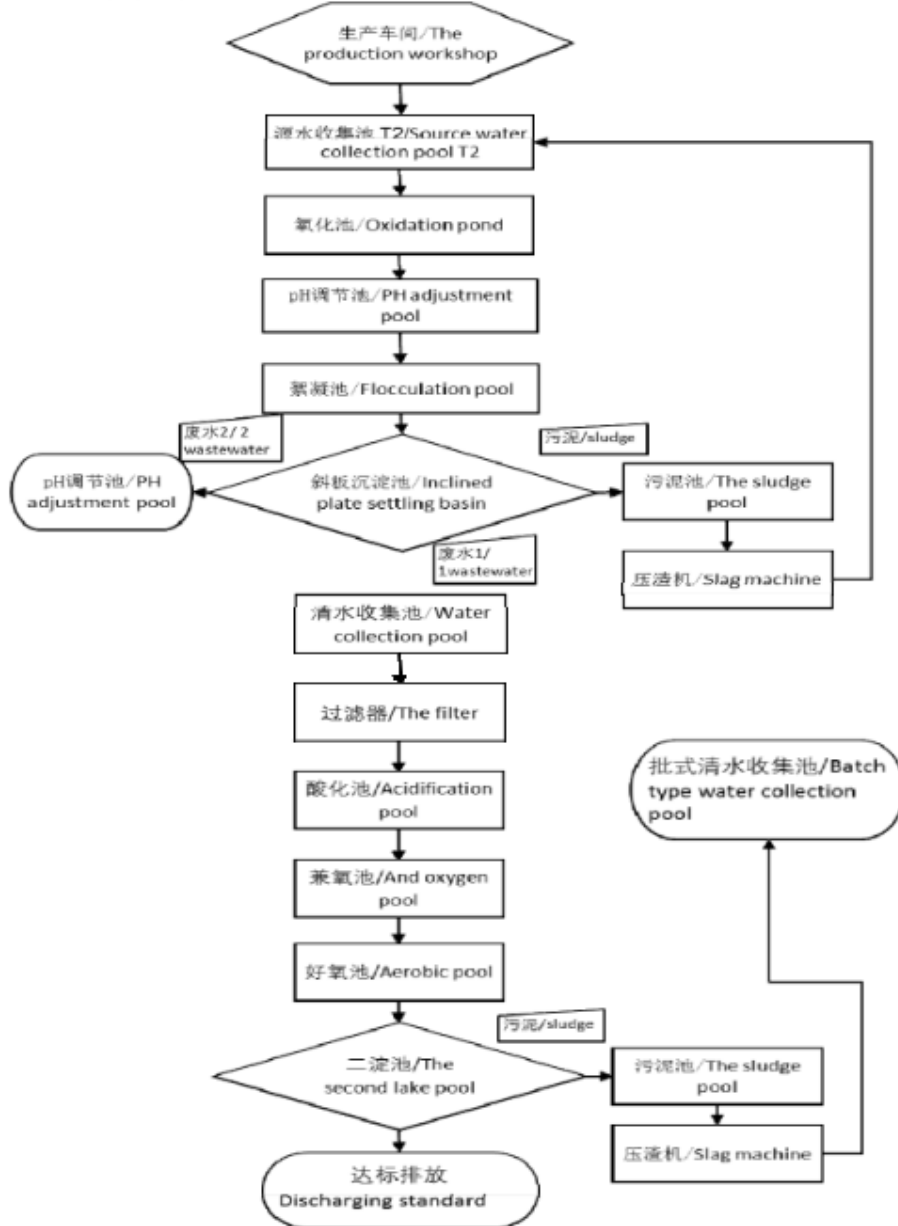 生产车间/The
production workshop
源水收集池 T2/Source water
collection pool T2
氧化池/Oxidation pond
pH调节池/PH adjustment
pool
絮凝池/Flocculation pool
废水2/2
wastewater
污泥/sludge
pH调节池/PH
adjustment pool
斜板沉淀池/Inclined
plate settling basin
污泥池/The sludge
pool
废水1/
1wastewater
压渣机/Slag machine
清水收集池/Water
collection pool
过滤器/The filter
批式清水收集池/Batch
type water collection
pool
酸化池/Acidification
pool
兼氧池/And oxygen
pool
好氧池/Aerobic pool
污泥/sludge
二淀池/The
second lake pool
污泥池/The sludge
pool
压渣机/Slag machine
达标排放
Discharging standard